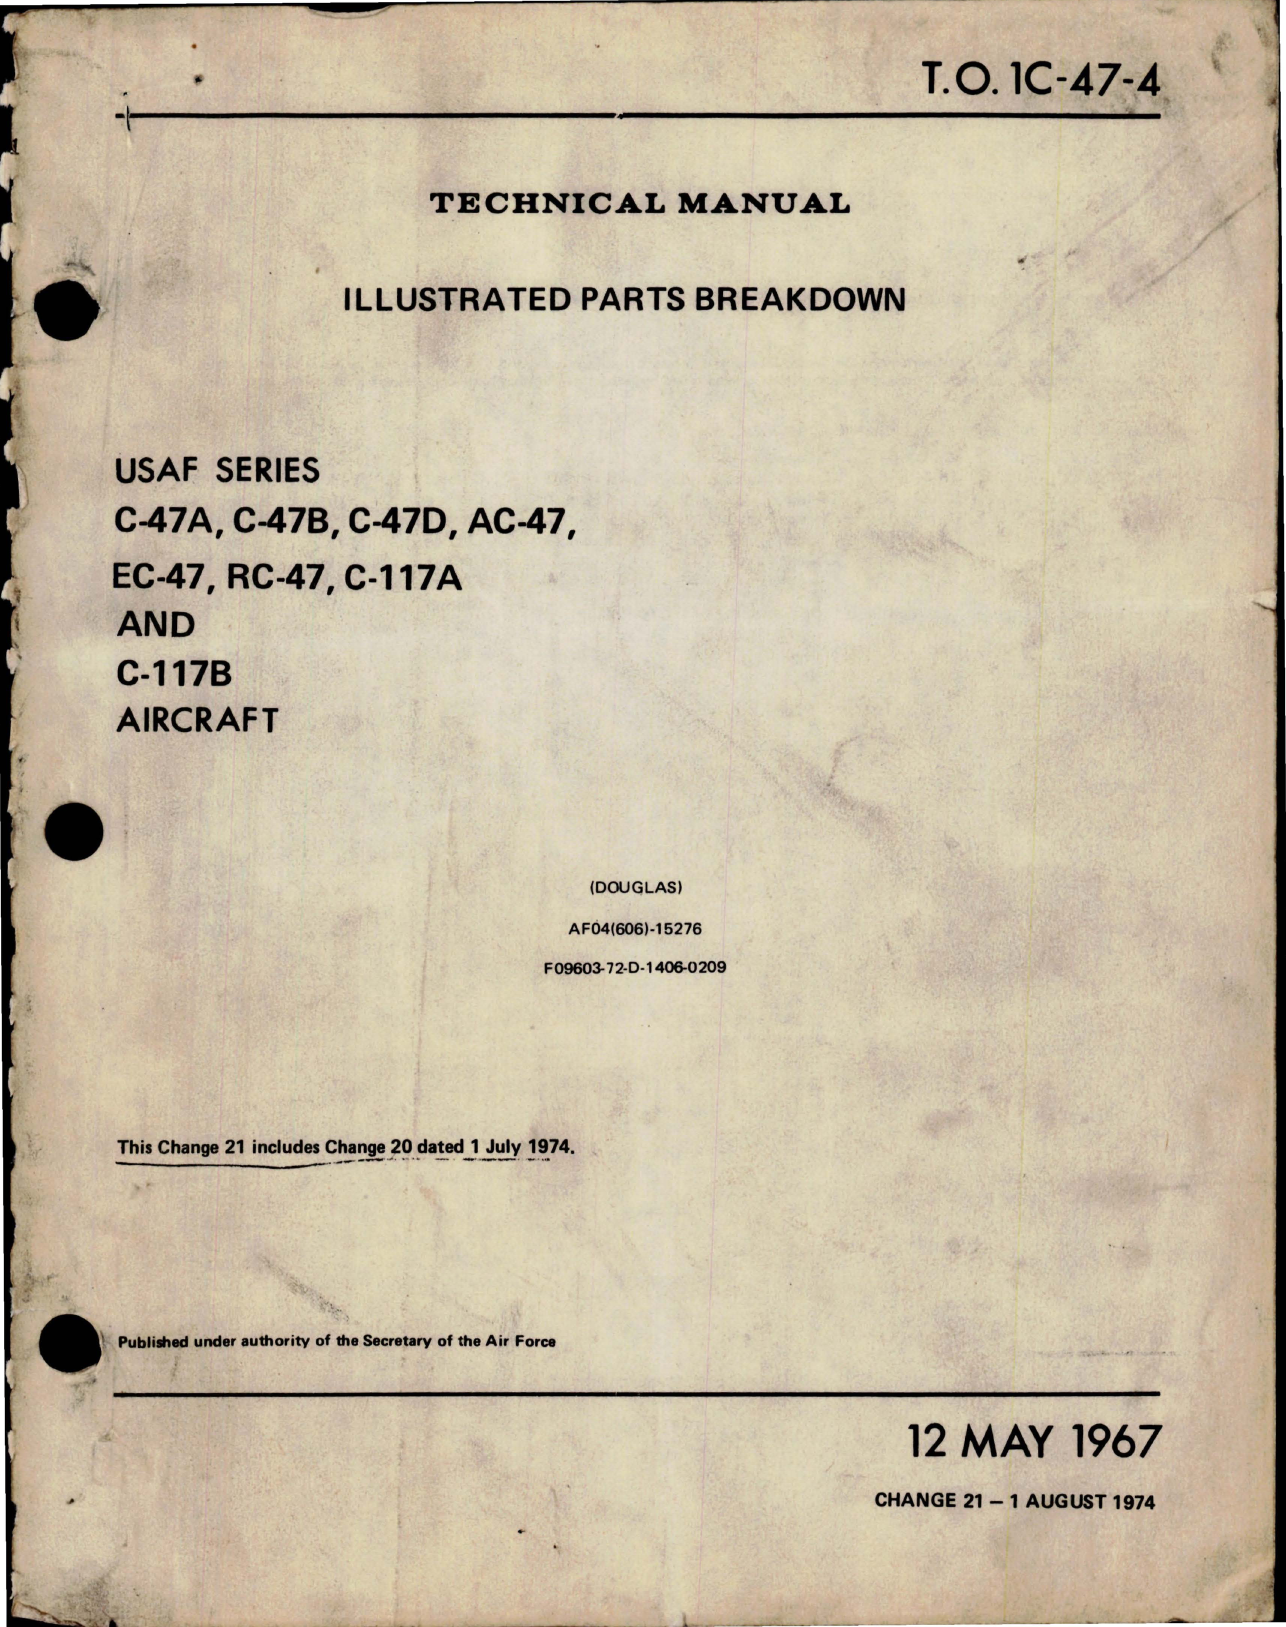 T.O. 1C-47-4
TECHNICAL MANUAL
ILLUSTRATED PARTS BREAKDOWN
USAF SERIES
C-47A, C-47B, C-47D, AC-47,
EC-47, RC-47, C-117A
AND
C-117B
AIRCRAFT
(DOUGLAS)
AF04(606)-15276
F09603-72-D-1406-0209
This Change 21 includes Change 20 dated 1 July 1974.
Published under authority of the Secretary of the Air Force
12 MAY 1967
CHANGE 21 – 1 AUGUST 1974